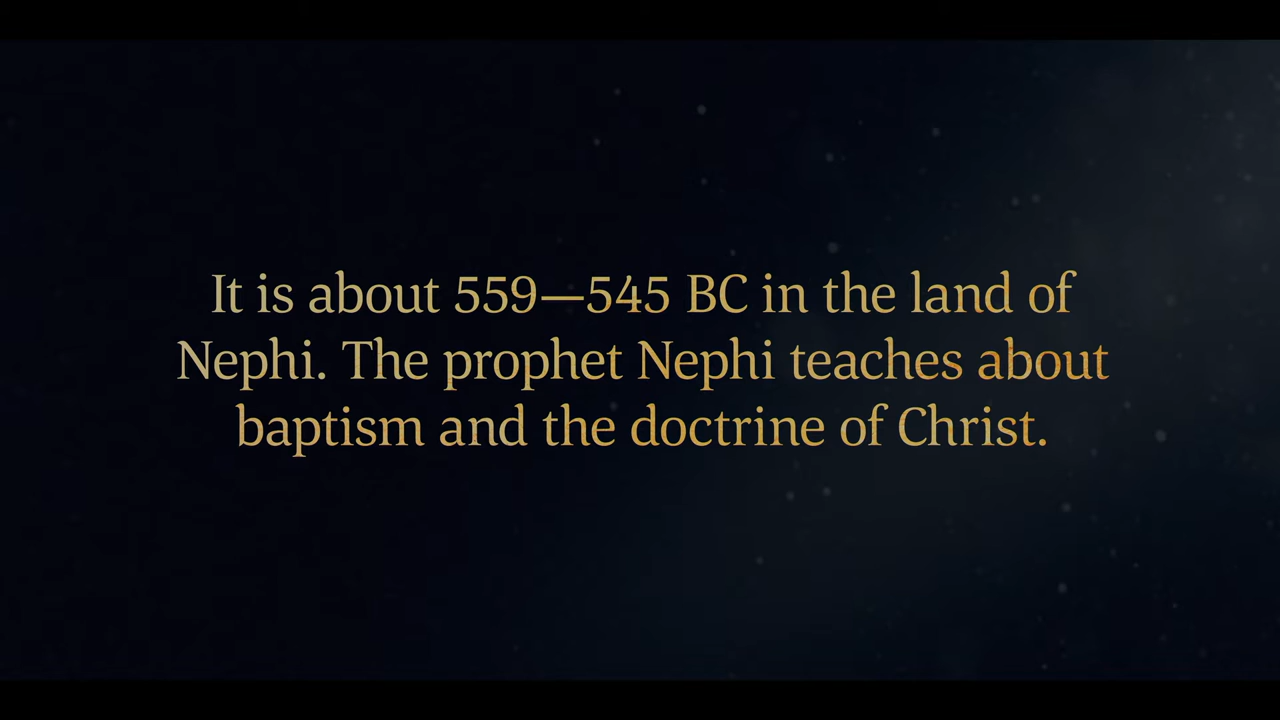 It is about 559—545 BC in the land of
Nephi. The prophet Nephi teaches about
baptism and the doctrine of Christ.